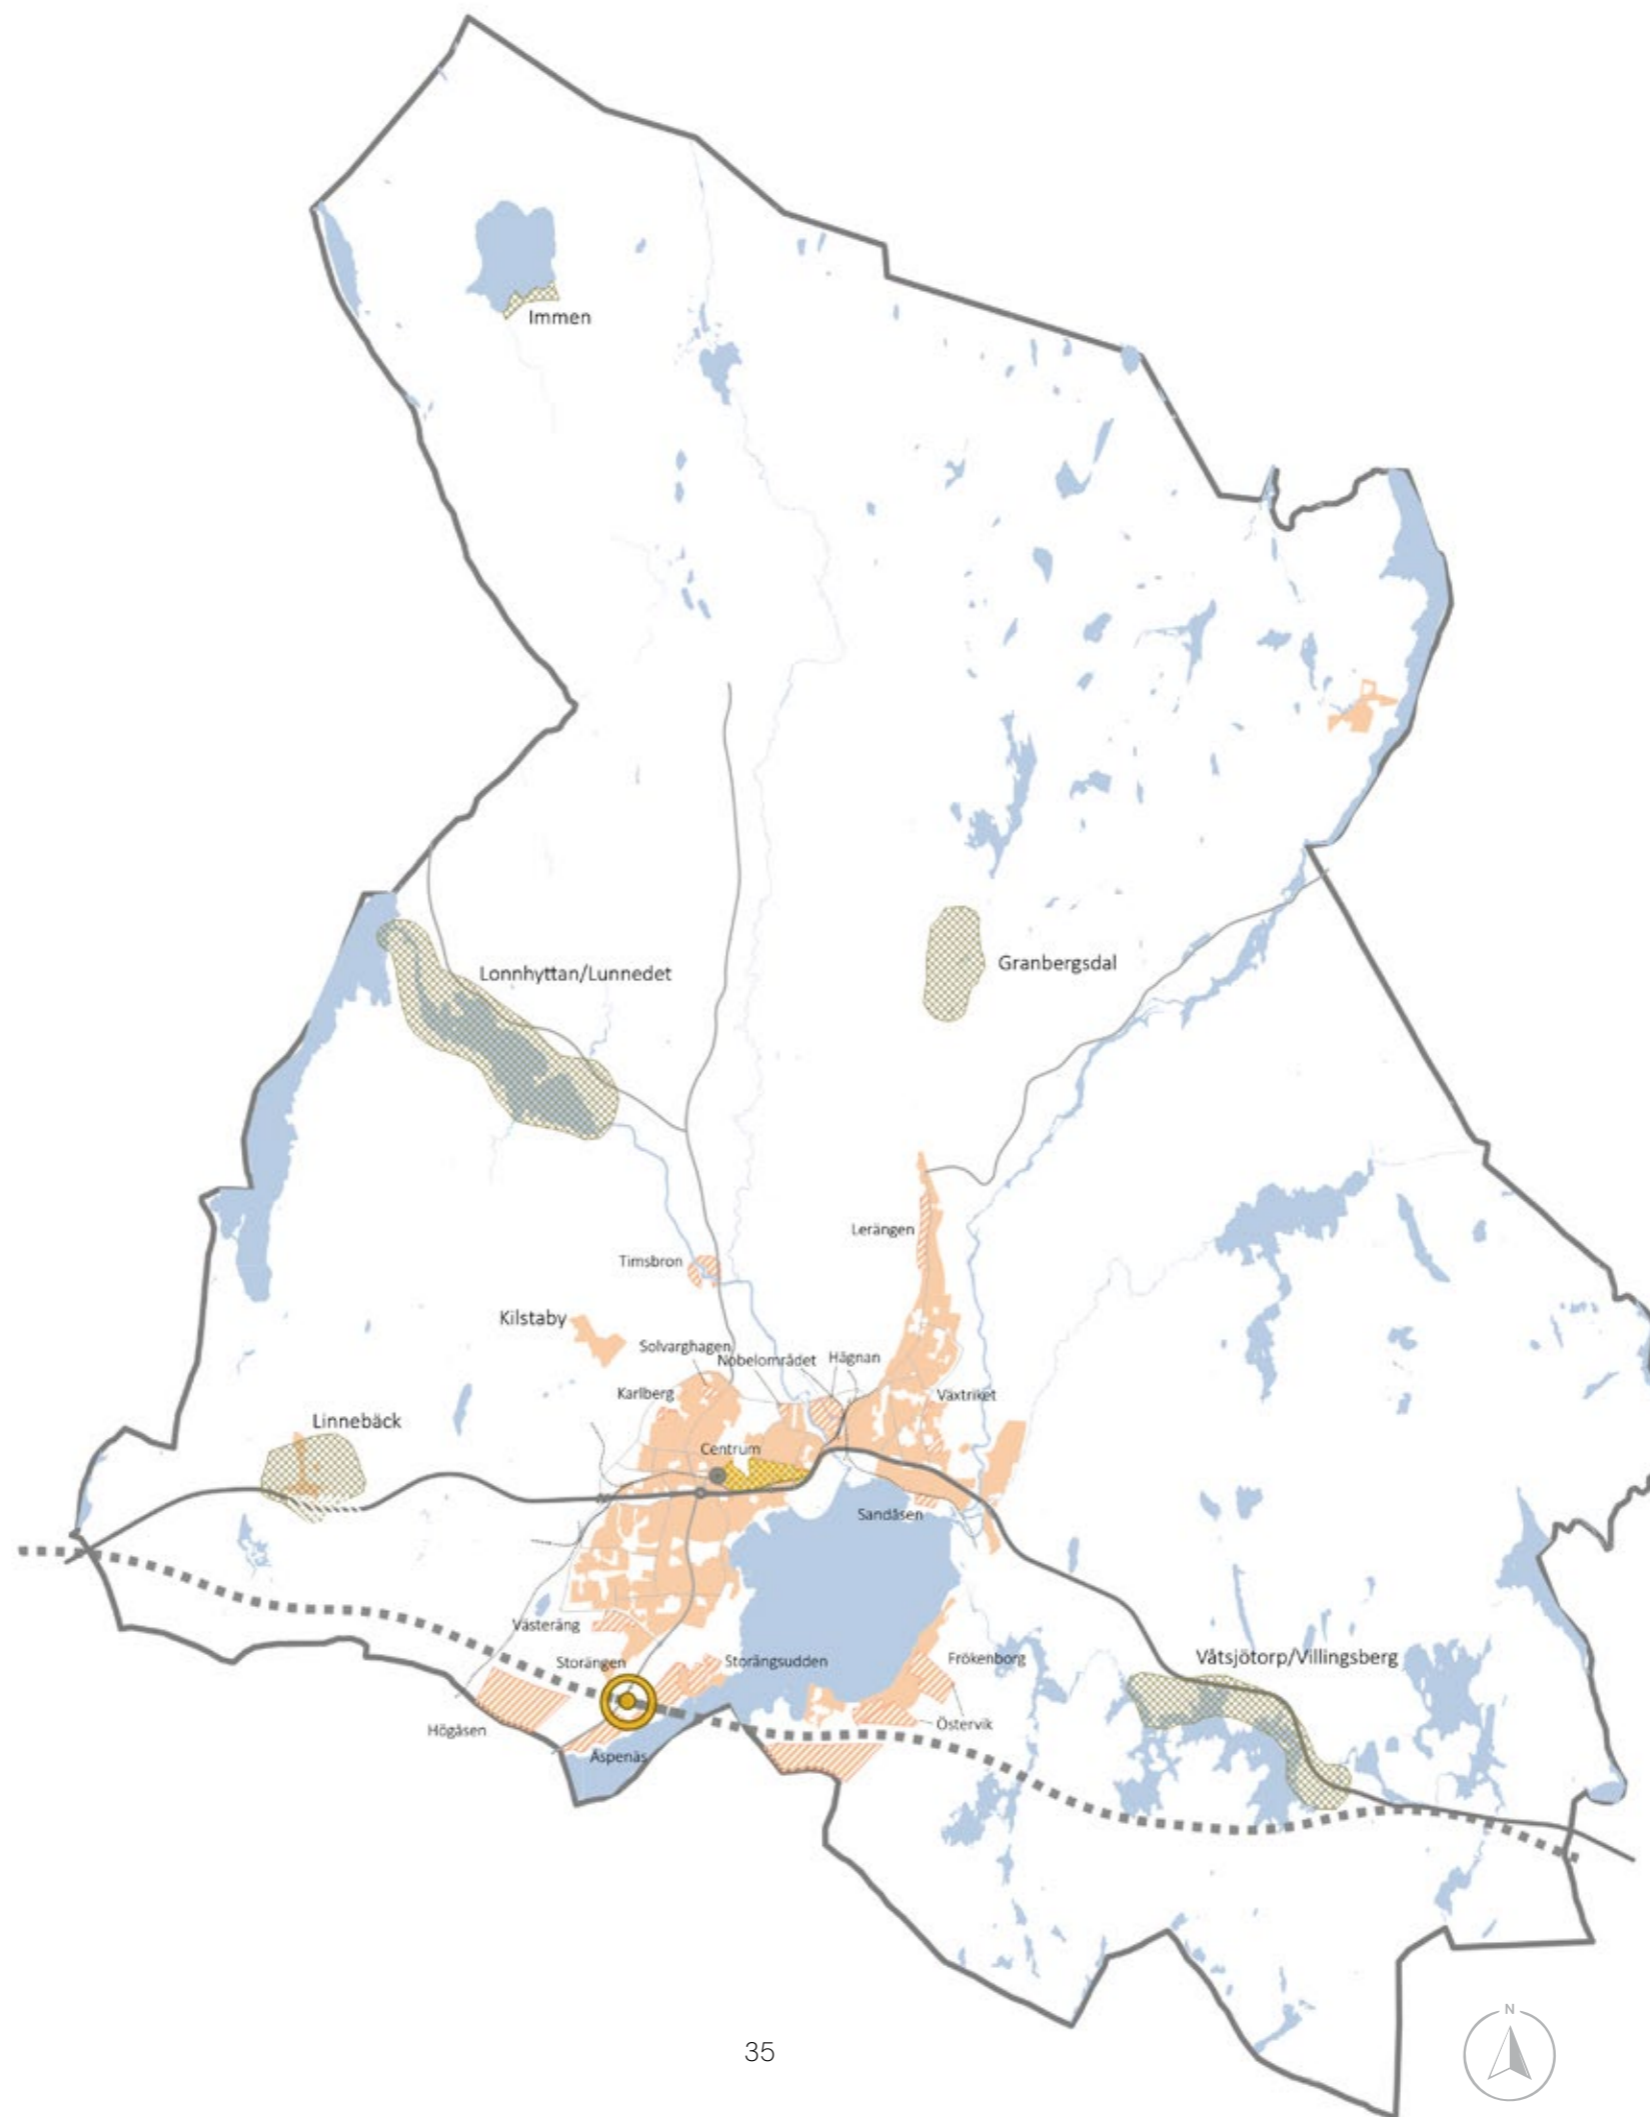 Immen
Lonnhyttan/Lunnedet
Granbergsdal
Lerängen
Timsbron
Kilstaby
Solvarghagen
Nobelområdet
Hägnan
Karlberg
Växtriket
Linnebäck
Centrum
Sandåsen
Västeräng
Storängen
Storängsudden
Frökenborg
Våtsjötorp/Villingsberg
Högåsen
Östervik
Aspenäs
35
N